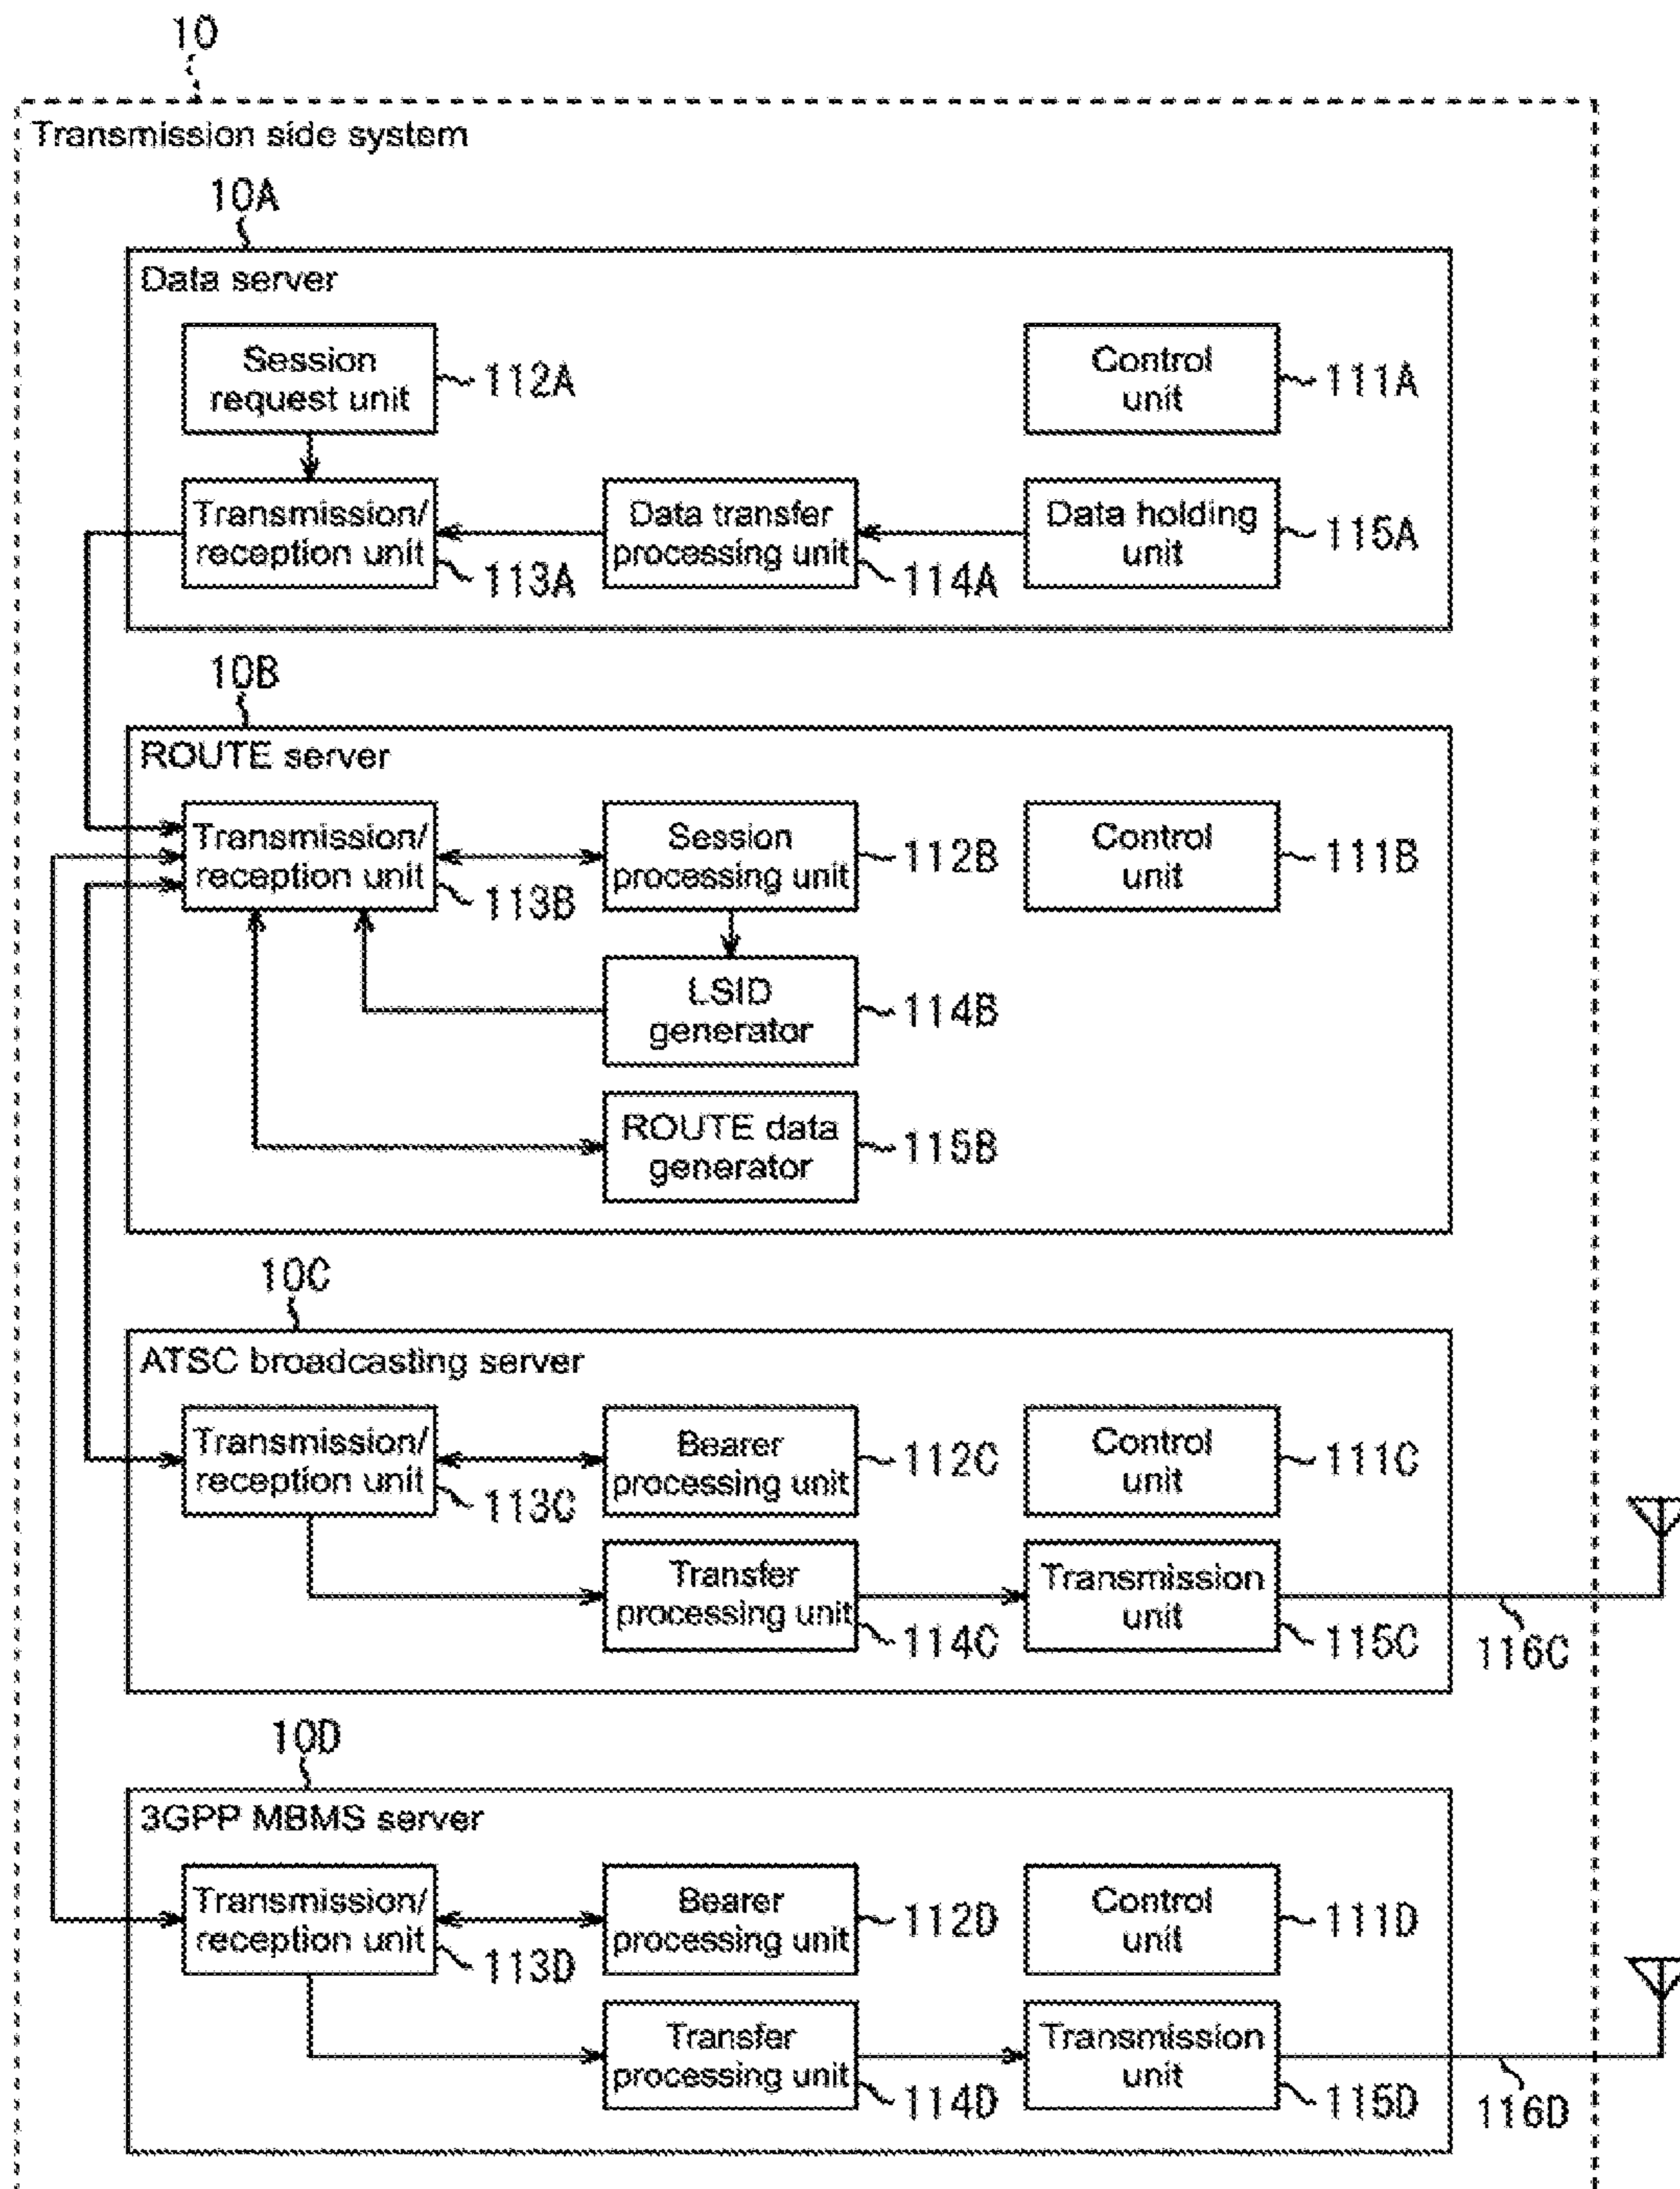 10
Transmission side system
10A
Data server
Session
request unit
112A
Control
unit
111A
Transmission/
reception unit
113A
Data transfer
processing unit
114A
Data holding
unit
115A
10B
ROUTE server
Transmission/
reception unit
113B
Session
processing unit
112B
Control
unit
111B
LSID
generator
114B
ROUTE data
generator
115B
10C
ATSC broadcasting server
Transmission/
reception unit
113C
Bearer
processing unit
112C
Control
unit
111C
Transfer
processing unit
114C
Transmission
unit
115C
116C
10D
3GPP MBMS server
Transmission/
reception unit
113D
Bearer
processing unit
112D
Control
unit
111D
Transfer
processing unit
114D
Transmission
unit
115D
116D